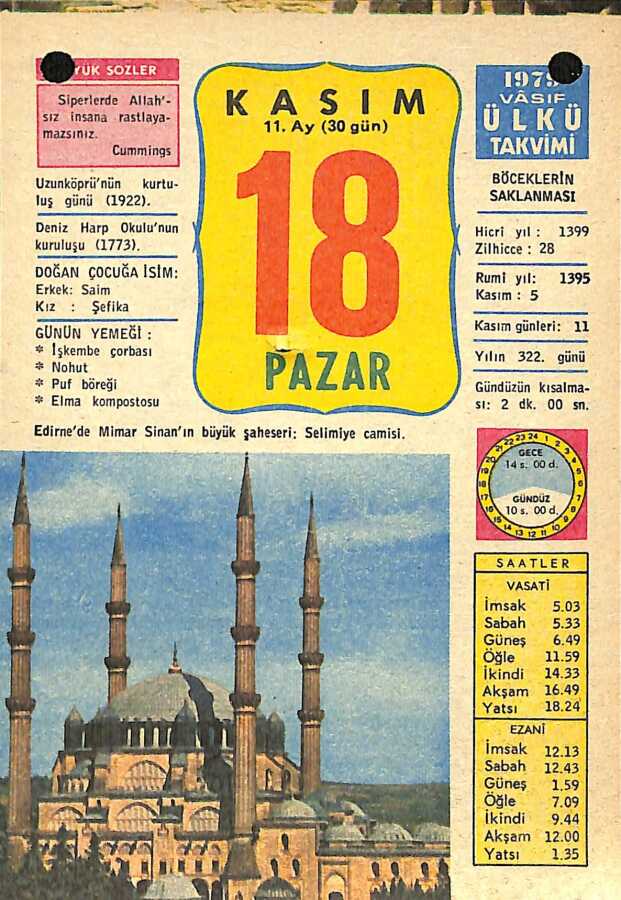 YÜK SÖZLER
Siperlerde Allah'-
sız insana rastlaya-
mazsınız.
Cummings
Uzunköprü'nün kurtu-
luş günü (1922).
Deniz Harp Okulu'nun
kuruluşu (1773).
DOĞAN ÇOCUĞA İSİM:
Erkek: Saim
Kız : Şefika
GÜNÜN YEMEĞİ :
* İşkembe çorbası
* Nohut
* Puf böreği
* Elma kompostosu
KASIM
11. Ay (30 gün)
18
PAZAR
1979
VÂSIF
ÜLKÜ
TAKVİMİ
BÖCEKLERİN
SAKLANMASI
Hicri yıl : 1399
Zilhicce : 28
Rumî yıl: 1395
Kasım : 5
Kasım günleri: 11
Yılın 322. günü
Gündüzün kısalma-
sı: 2 dk. 00 sn.
Edirne'de Mimar Sinan'ın büyük şaheseri: Selimiye camisi.
22 23 24 1
GECE
14 s. 00 d.
GÜNDÜZ
10 s. 00 d.
SAATLER
VASATİ
İmsak 5.03
Sabah 5.33
Güneş 6.49
Öğle 11.59
İkindi 14.33
Akşam 16.49
Yatsı 18.24
EZANİ
İmsak 12.13
Sabah 12.43
Güneş 1.59
Öğle 7.09
İkindi 9.44
Akşam 12.00
Yatsı 1.35